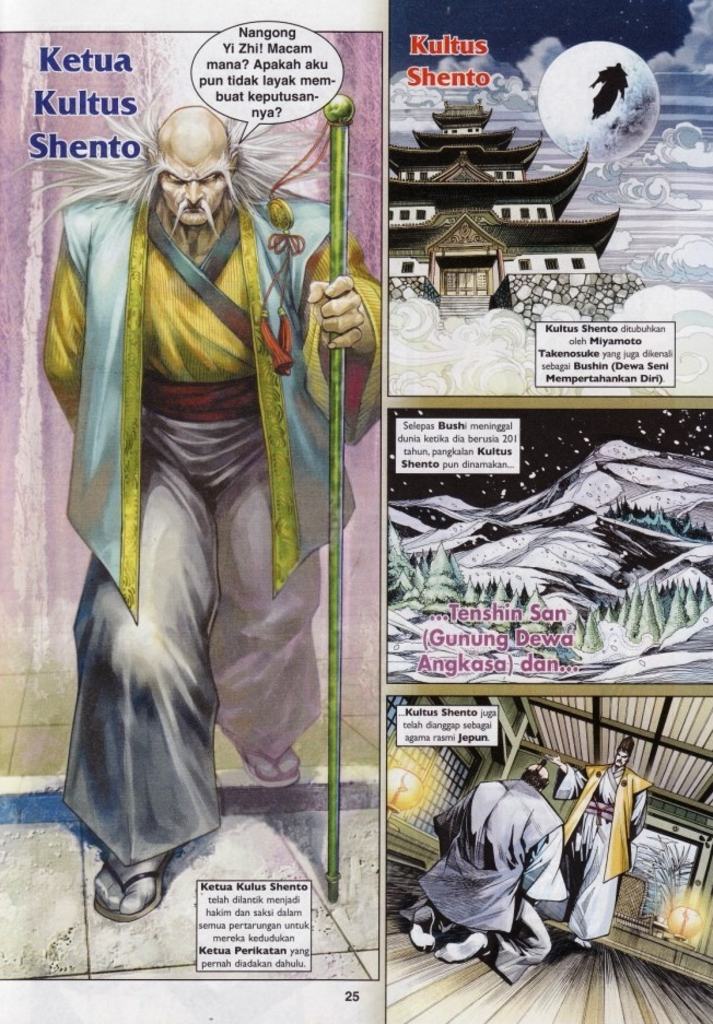 Ketua
Kultus
Shento
Nangong
Yi Zhi! Macam
mana? Apakah aku
pun tidak layak mem-
buat keputusan-
nya?
Ketua Kulus Shento
telah dilantik menjadi
hakim dan saksi dalam
semua pertarungan untuk
mereka kedudukan
Ketua Perikatan yang
pernah diadakan dahulu.
Kultus
Shento
Kultus Shento ditubuhkan
oleh Miyamoto
Takenosuke yang juga dikenali
sebagai Bushin (Dewa Seni
Mempertahankan Diri).
Selepas Bushi meninggal
dunia ketika dia berusia 201
tahun, pangkalan Kultus
Shento pun dinamakan...
...Tenshin San
(Gunung Dewa
Angkasa) dan...
...Kultus Shento juga
telah dianggap sebagai
agama rasmi Jepun.
25